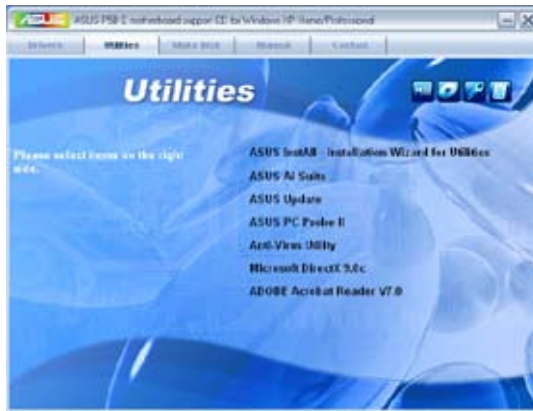 ASUS P5B-E motherboard support CD for Windows XP Home/Professional
Drivers Utilities Make Disk Manual Contact
Utilities
Please select items on the right
side.
ASUS InstAll - Installation Wizard for Utilities
ASUS AI Suite
ASUS Update
ASUS PC Probe II
Anti-Virus Utility
Microsoft DirectX 9.0c
ADOBE Acrobat Reader V7.0